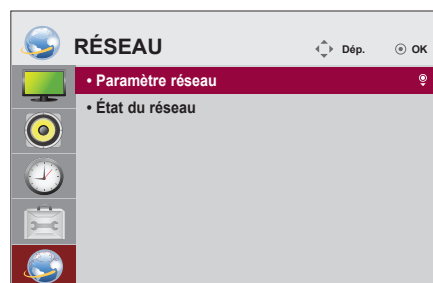 RÉSEAU
Dép.
OK
• Paramètre réseau
• État du réseau